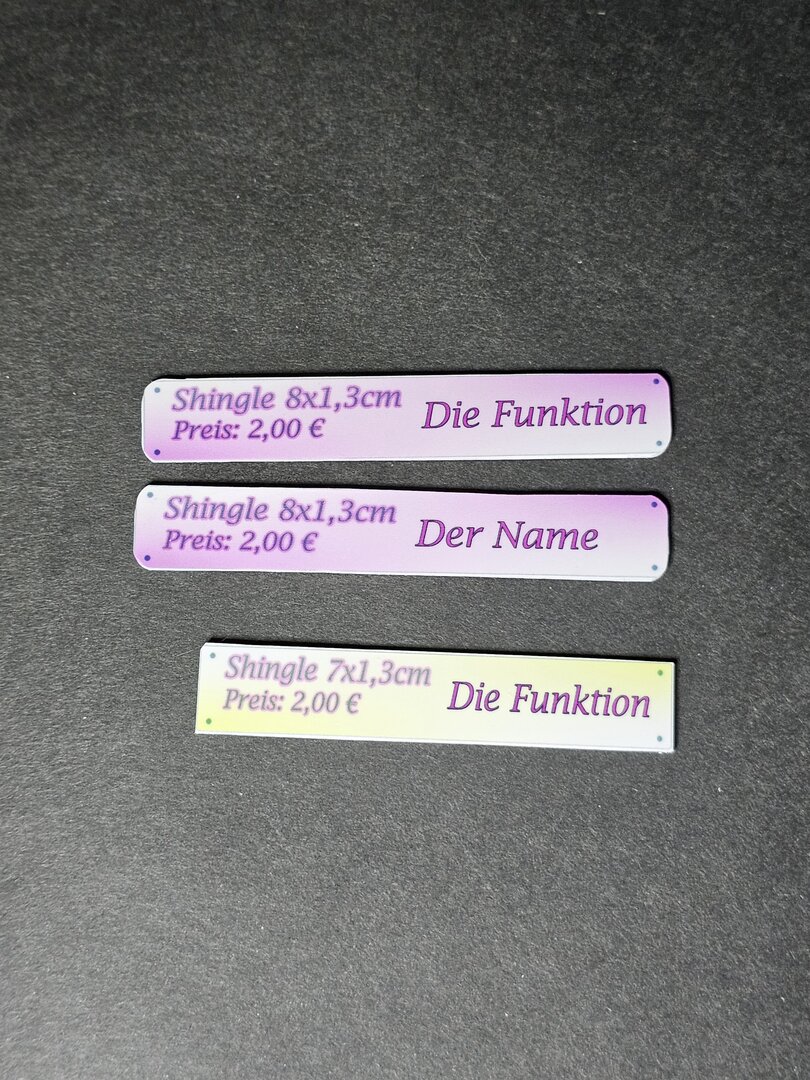 Shingle 8x1,3cm
Preis: 2,00 €
Die Funktion
Shingle 8x1,3cm
Preis: 2,00 €
Der Name
Shingle 7x1,3cm
Preis: 2,00 €
Die Funktion